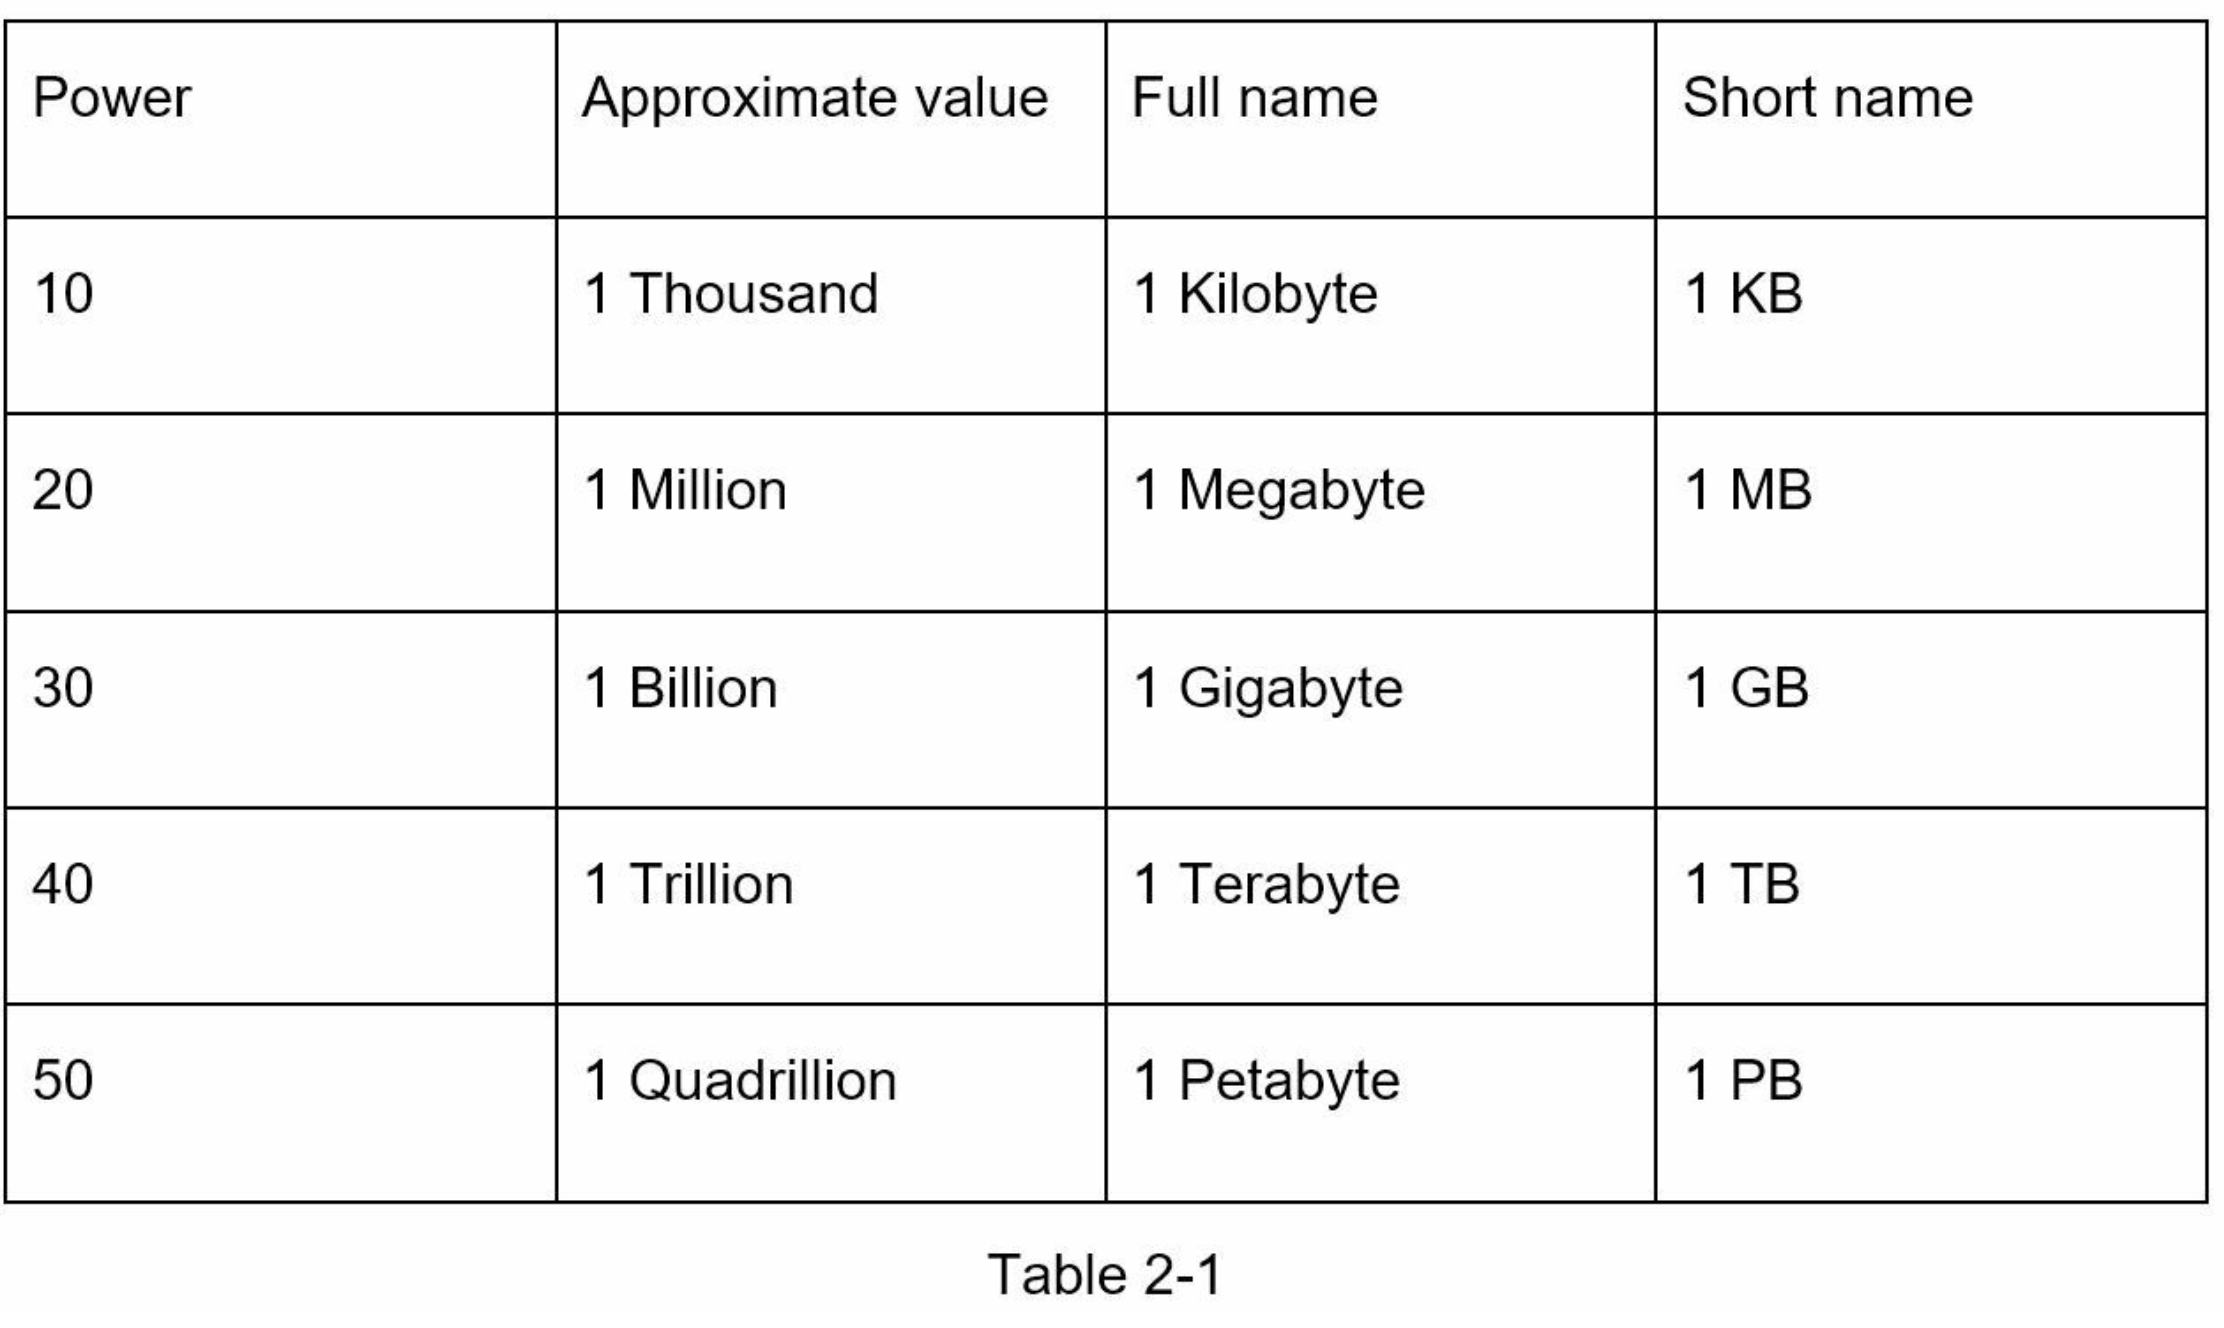 Power Approximate value Full name Short name
10 1 Thousand 1 Kilobyte 1 KB
20 1 Million 1 Megabyte 1 MB
30 1 Billion 1 Gigabyte 1 GB
40 1 Trillion 1 Terabyte 1 TB
50 1 Quadrillion 1 Petabyte 1 PB
Table 2-1